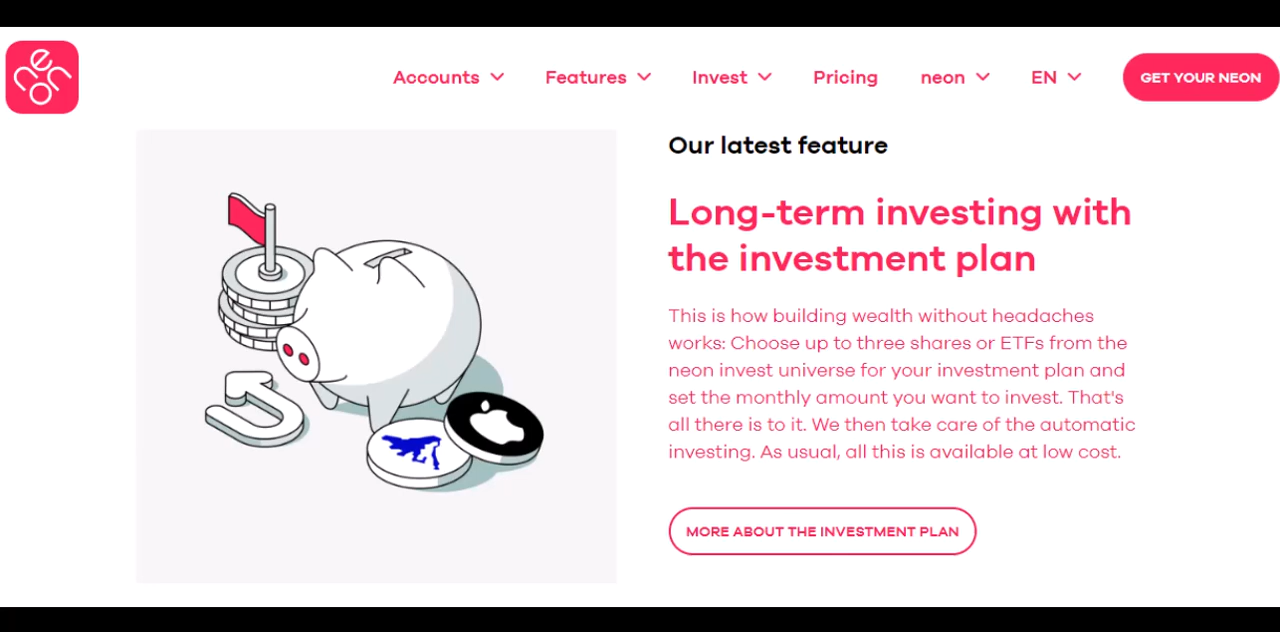 neon
Accounts Features Invest Pricing neon EN GET YOUR NEON
Our latest feature
Long-term investing with
the investment plan
This is how building wealth without headaches
works: Choose up to three shares or ETFs from the
neon invest universe for your investment plan and
set the monthly amount you want to invest. That's
all there is to it. We then take care of the automatic
investing. As usual, all this is available at low cost.
MORE ABOUT THE INVESTMENT PLAN